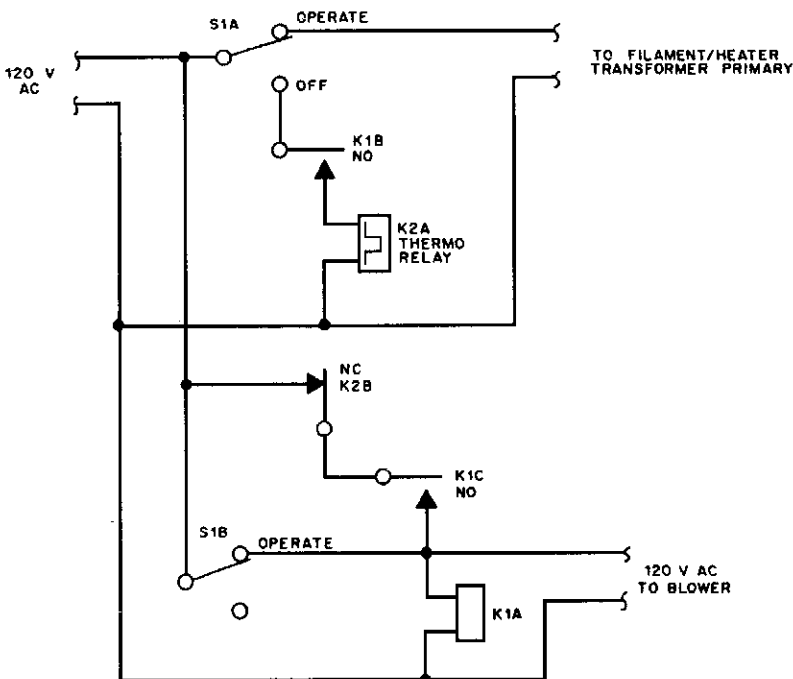 S1A
OPERATE
120 V
AC
TO FILAMENT/HEATER
TRANSFORMER PRIMARY
OFF
K1B
NO
K2A
THERMO
RELAY
NC
K2B
K1C
NO
S1B
OPERATE
120 V AC
TO BLOWER
K1A